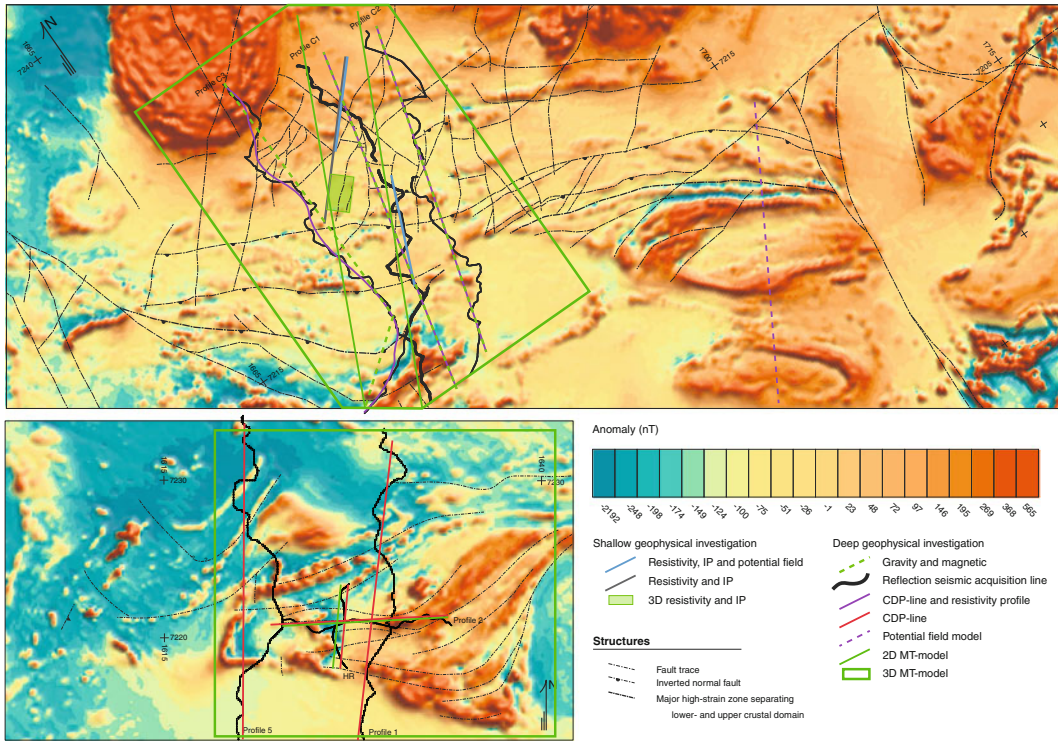 N
1665
7240
Profile C3
Profile C1
Profile C2
1700
7215
1715
7205
1665
7215
1615
7230
1640
7230
7220
1615
Profile 2
HR
Profile 5
Profile 1
N
Anomaly (nT)
-2192 -248 -198 -174 -149 -124 -100 -75 -51 -26 -1 23 48 72 97 146 195 269 368 565
Shallow geophysical investigation
Resistivity, IP and potential field
Resistivity and IP
3D resistivity and IP
Structures
Fault trace
Inverted normal fault
Major high-strain zone separating
lower- and upper crustal domain
Deep geophysical investigation
Gravity and magnetic
Reflection seismic acquisition line
CDP-line and resistivity profile
CDP-line
Potential field model
2D MT-model
3D MT-model